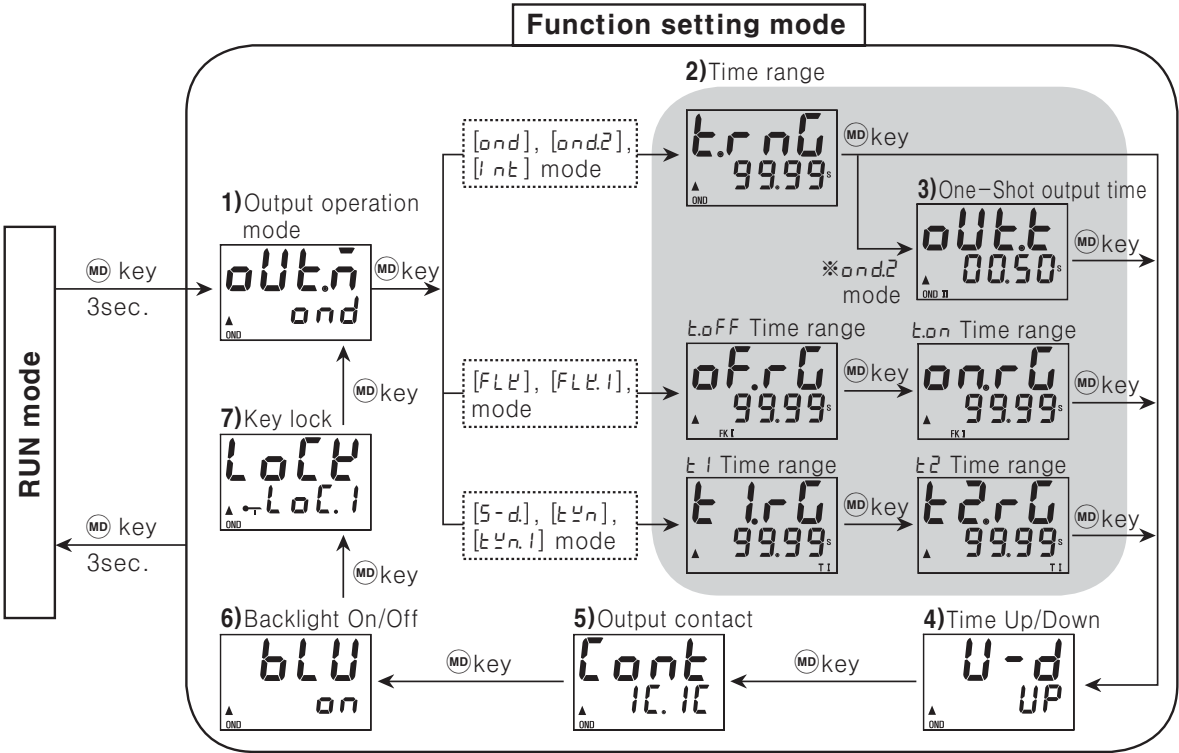 Function setting mode
2)Time range
[ond], [ond.2],
[Int] mode
t.rnG
99.99s
OND
MD key
3)One-Shot output time
oUt.t
00.50s
OND II
MD key
※ond.2
mode
1)Output operation
mode
oUt.m
ond
OND
MD key
RUN mode
MD key
3sec.
MD key
3sec.
[FLK], [FLK.1],
mode
t.oFF Time range
oF.rG
99.99s
FK I
MD key
t.on Time range
on.rG
99.99s
FK I
MD key
MD key
7)Key lock
LoCK
LoC.1
OND
MD key
[S-d.], [tYn],
[tYn.1] mode
t1 Time range
t1.rG
99.99s
T I
MD key
t2 Time range
t2.rG
99.99s
T I
MD key
6)Backlight On/Off
bLU
on
OND
MD key
5)Output contact
Cont
1C. 1C
OND
MD key
4)Time Up/Down
U-d
UP
OND